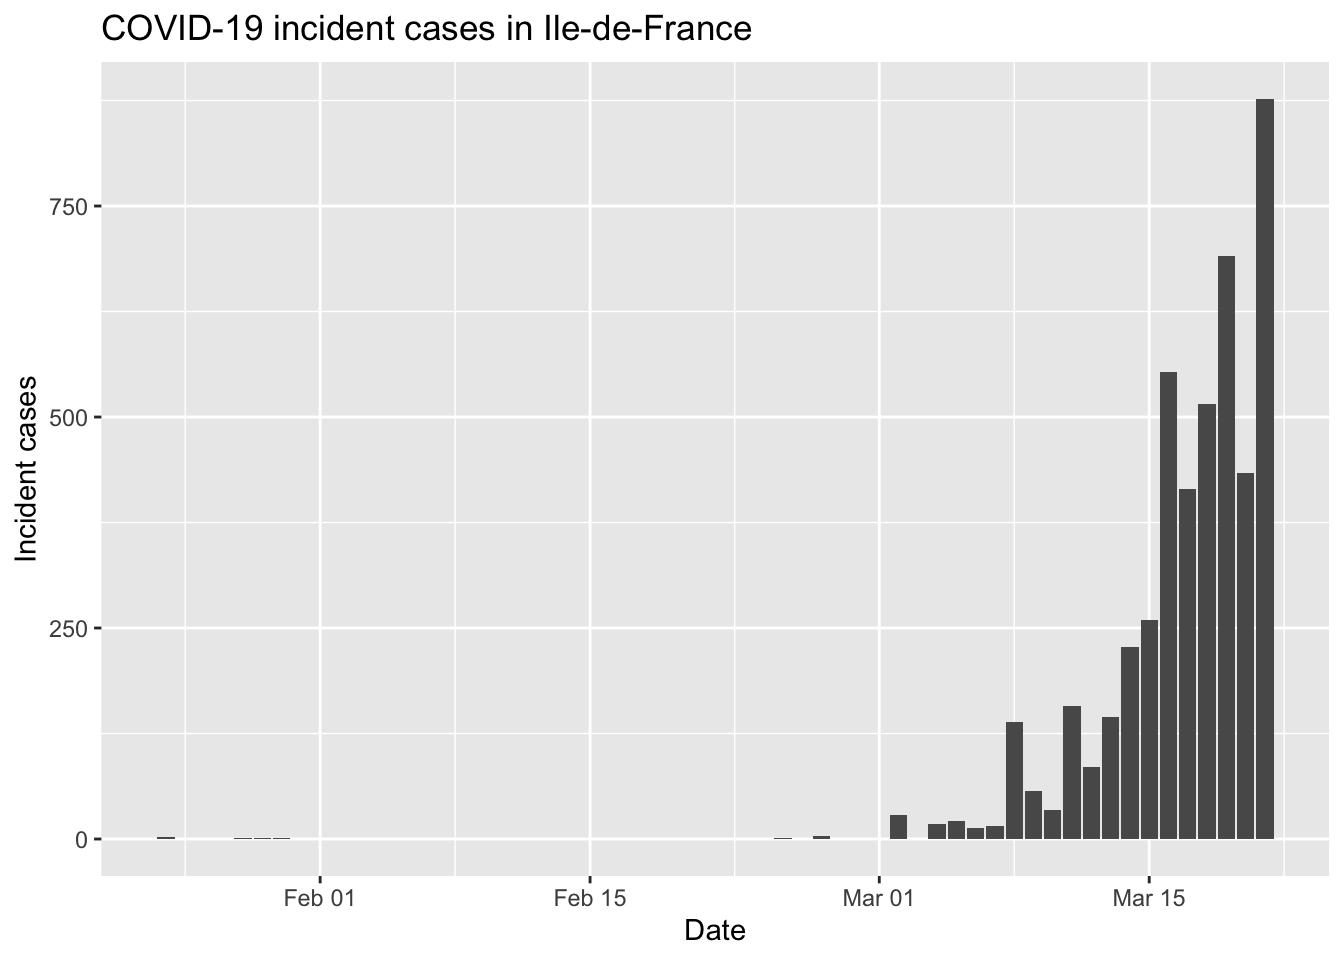 COVID-19 incident cases in Ile-de-France
Incident cases
750
500
250
0
Feb 01
Feb 15
Mar 01
Mar 15
Date